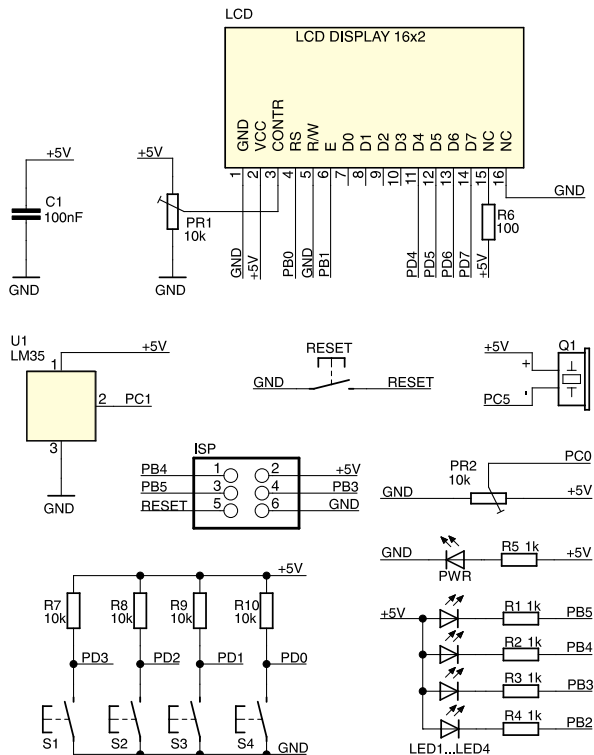 LCD
LCD DISPLAY 16x2
GND VCC CONTR RS R/W E D0 D1 D2 D3 D4 D5 D6 D7 NC NC
1 2 3 4 5 6 7 8 9 10 11 12 13 14 15 16
+5V
C1
100nF
GND
+5V
PR1
10k
GND
GND
+5V
PB0
GND
PB1
PD4
PD5
PD6
PD7
R6
100
+5V
GND
U1
LM35
1
+5V
2
PC1
3
GND
RESET
GND
RESET
Q1
+5V
+
-
PC5
ISP
PB4 1 2 +5V
PB5 3 4 PB3
RESET 5 6 GND
PC0
PR2
10k
GND
+5V
GND
PWR
R5 1k
+5V
+5V
R7
10k
R8
10k
R9
10k
R10
10k
PD3
PD2
PD1
PD0
S1
S2
S3
S4
GND
+5V
R1 1k
PB5
R2 1k
PB4
R3 1k
PB3
R4 1k
PB2
LED1...LED4